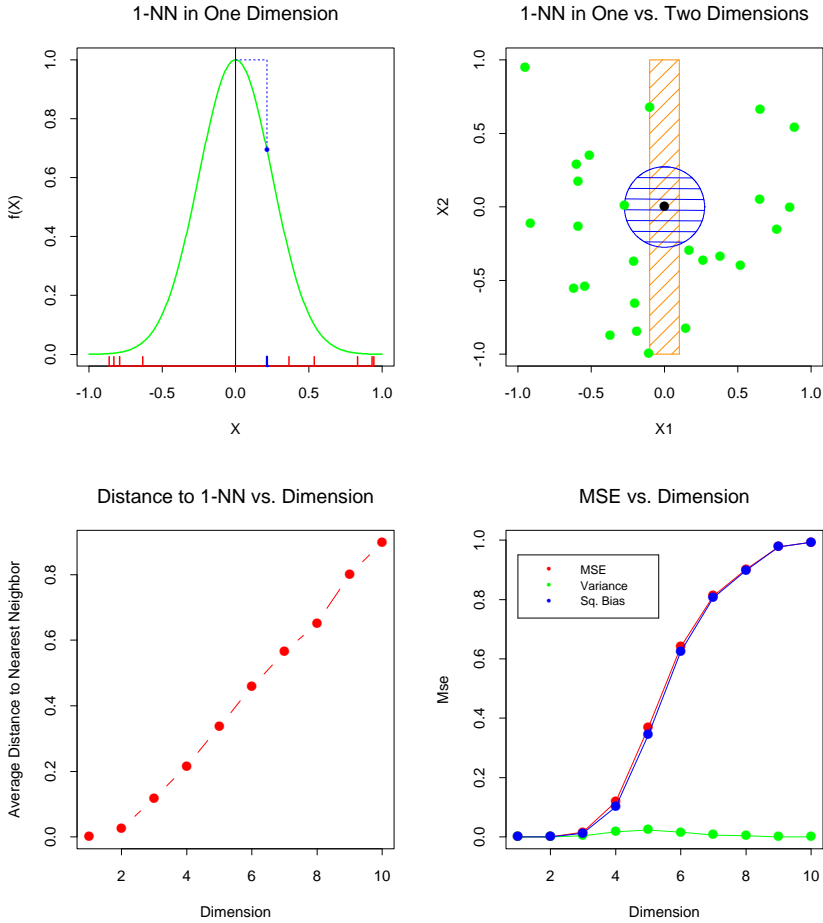 1-NN in One Dimension
f(X)
1.0
0.8
0.6
0.4
0.2
0.0
-1.0 -0.5 0.0 0.5 1.0
X
1-NN in One vs. Two Dimensions
X2
1.0
0.5
0.0
-0.5
-1.0
-1.0 -0.5 0.0 0.5 1.0
X1
Distance to 1-NN vs. Dimension
Average Distance to Nearest Neighbor
0.8
0.6
0.4
0.2
0.0
2 4 6 8 10
Dimension
MSE vs. Dimension
Mse
1.0
0.8
0.6
0.4
0.2
0.0
MSE
Variance
Sq. Bias
2 4 6 8 10
Dimension